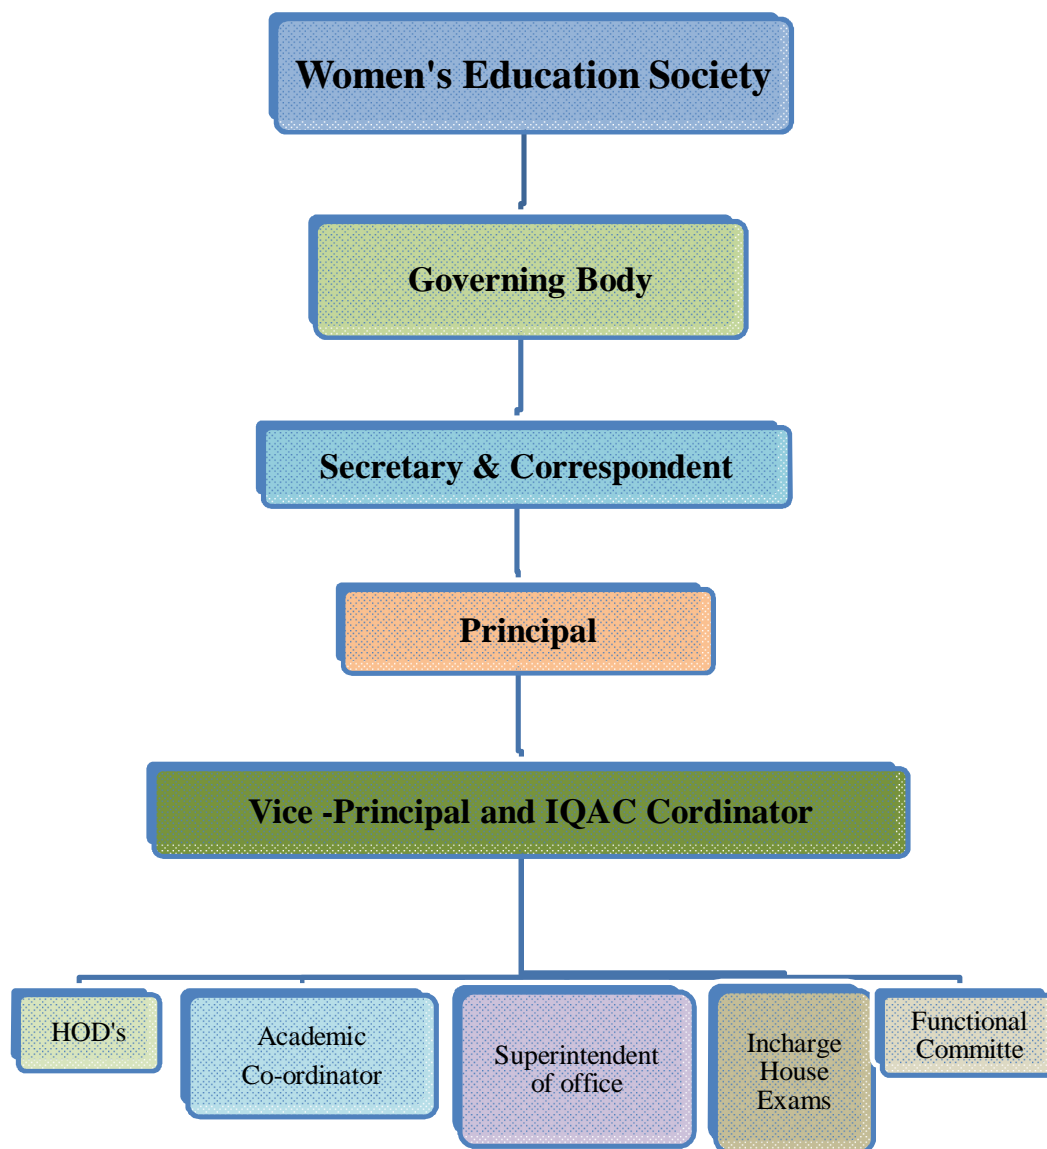 Women's Education Society
Governing Body
Secretary & Correspondent
Principal
Vice -Principal and IQAC Cordinator
HOD's
Academic
Co-ordinator
Superintendent
of office
Incharge
House
Exams
Functional
Committe